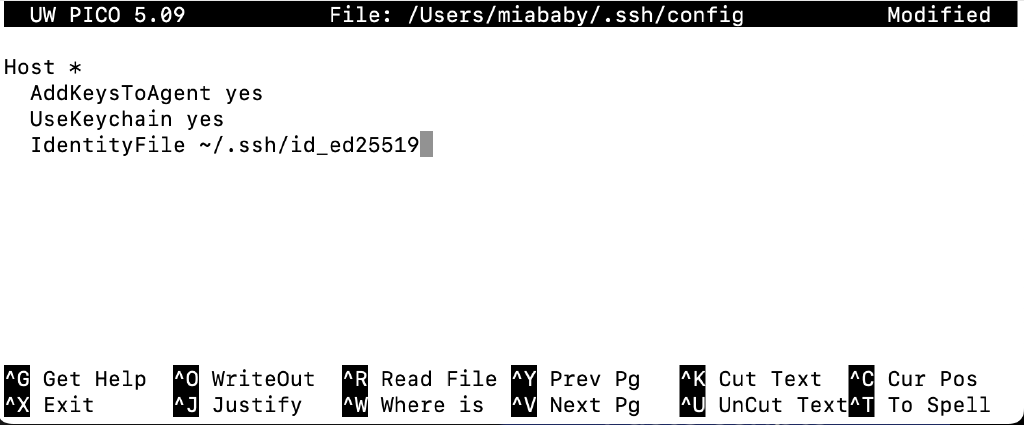 UW PICO 5.09 File: /Users/miababy/.ssh/config Modified
Host *
AddKeysToAgent yes
UseKeychain yes
IdentityFile ~/.ssh/id_ed25519
^G Get Help ^O WriteOut ^R Read File ^Y Prev Pg ^K Cut Text ^C Cur Pos
^X Exit ^J Justify ^W Where is ^V Next Pg ^U UnCut Text ^T To Spell